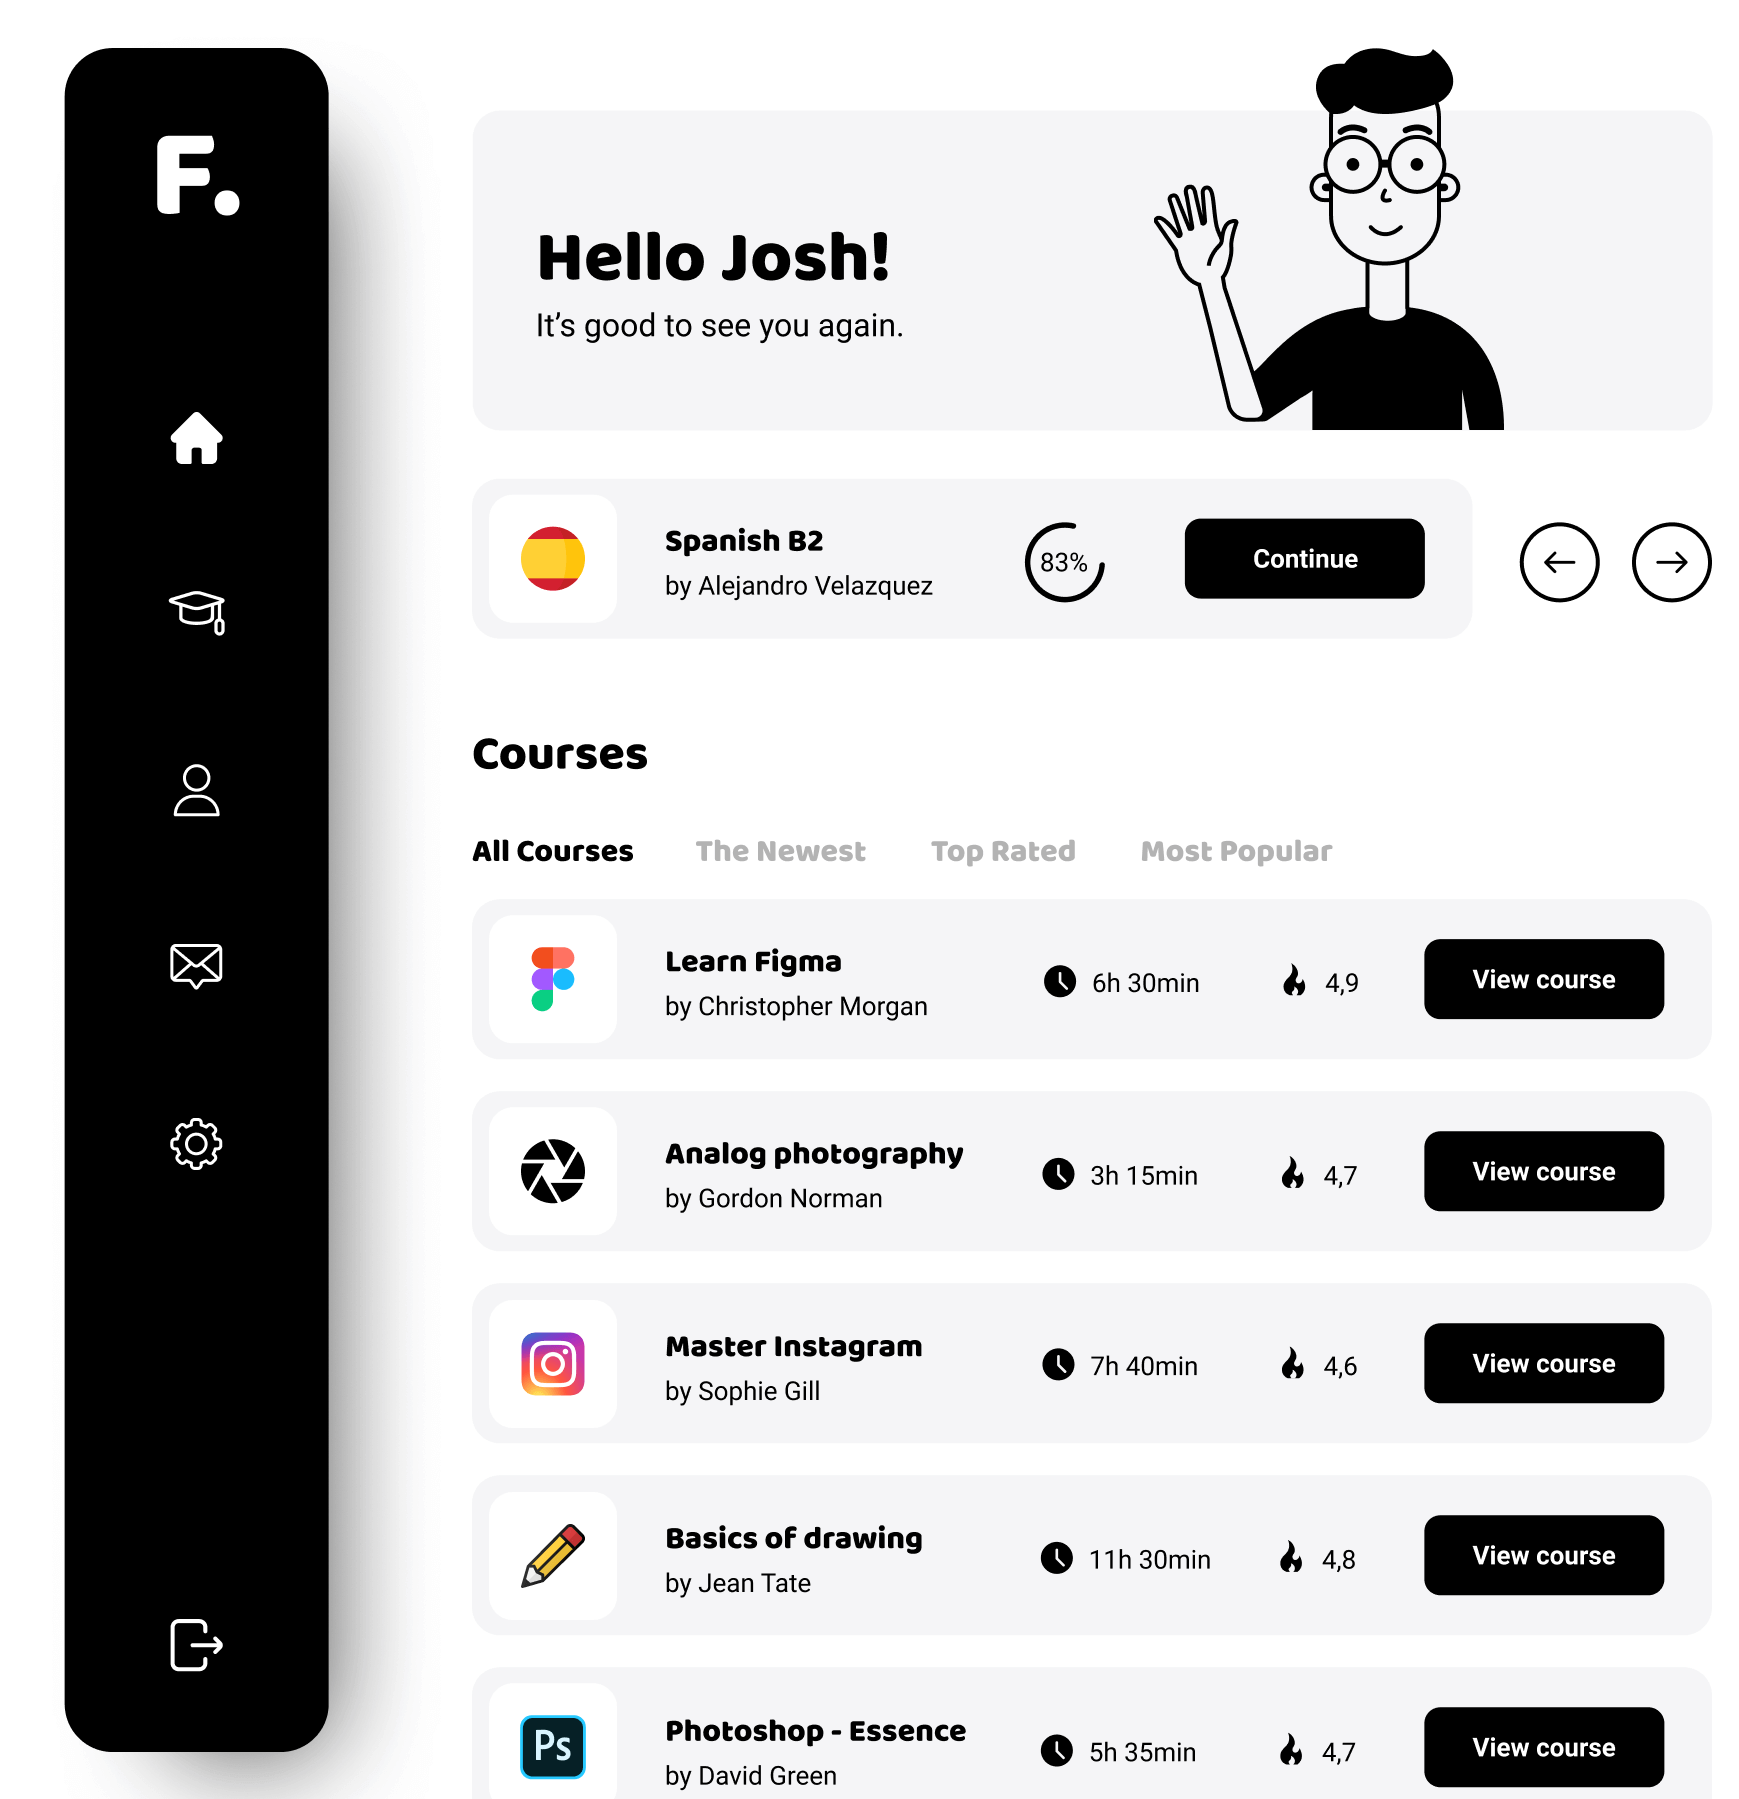 F.
Hello Josh!
It’s good to see you again.
Spanish B2
by Alejandro Velazquez
83%
Continue
Courses
All Courses The Newest Top Rated Most Popular
Learn Figma
by Christopher Morgan
6h 30min
4,9
View course
Analog photography
by Gordon Norman
3h 15min
4,7
View course
Master Instagram
by Sophie Gill
7h 40min
4,6
View course
Basics of drawing
by Jean Tate
11h 30min
4,8
View course
Ps
Photoshop - Essence
by David Green
5h 35min
4,7
View course